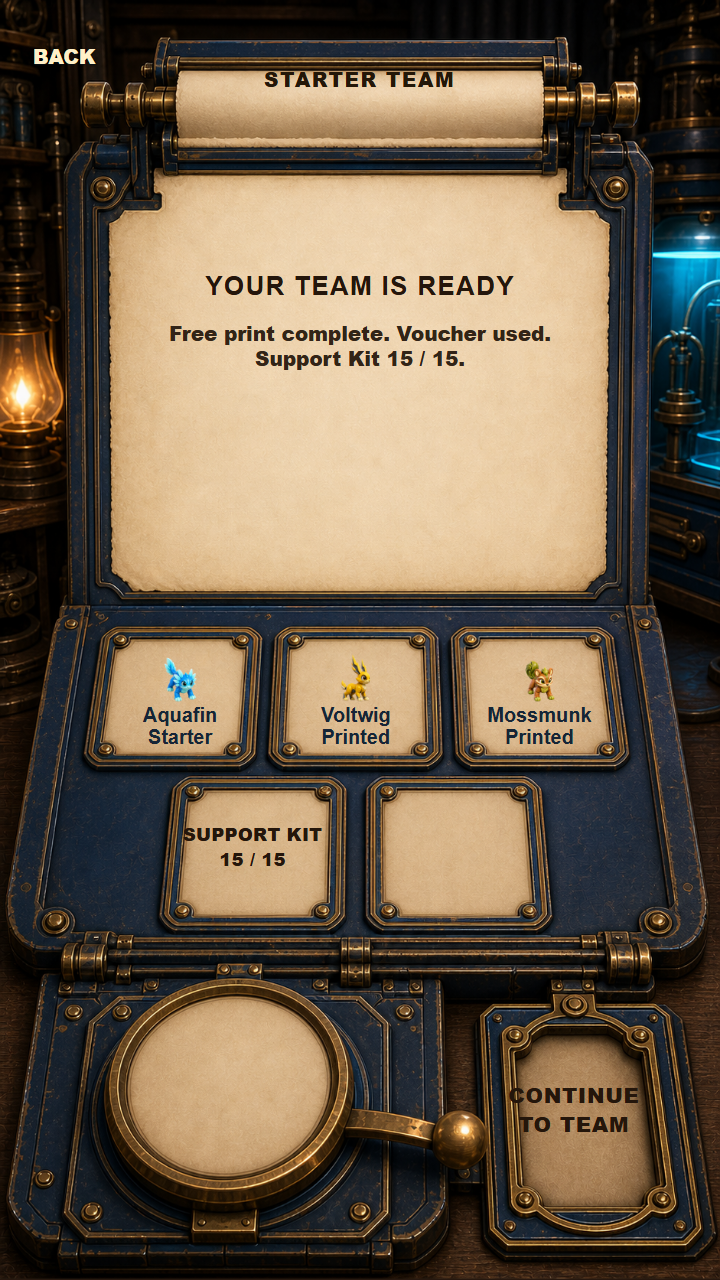 BACK
STARTER TEAM
YOUR TEAM IS READY
Free print complete. Voucher used.
Support Kit 15 / 15.
Aquafin
Starter
Voltwig
Printed
Mossmunk
Printed
SUPPORT KIT
15 / 15
CONTINUE
TO TEAM